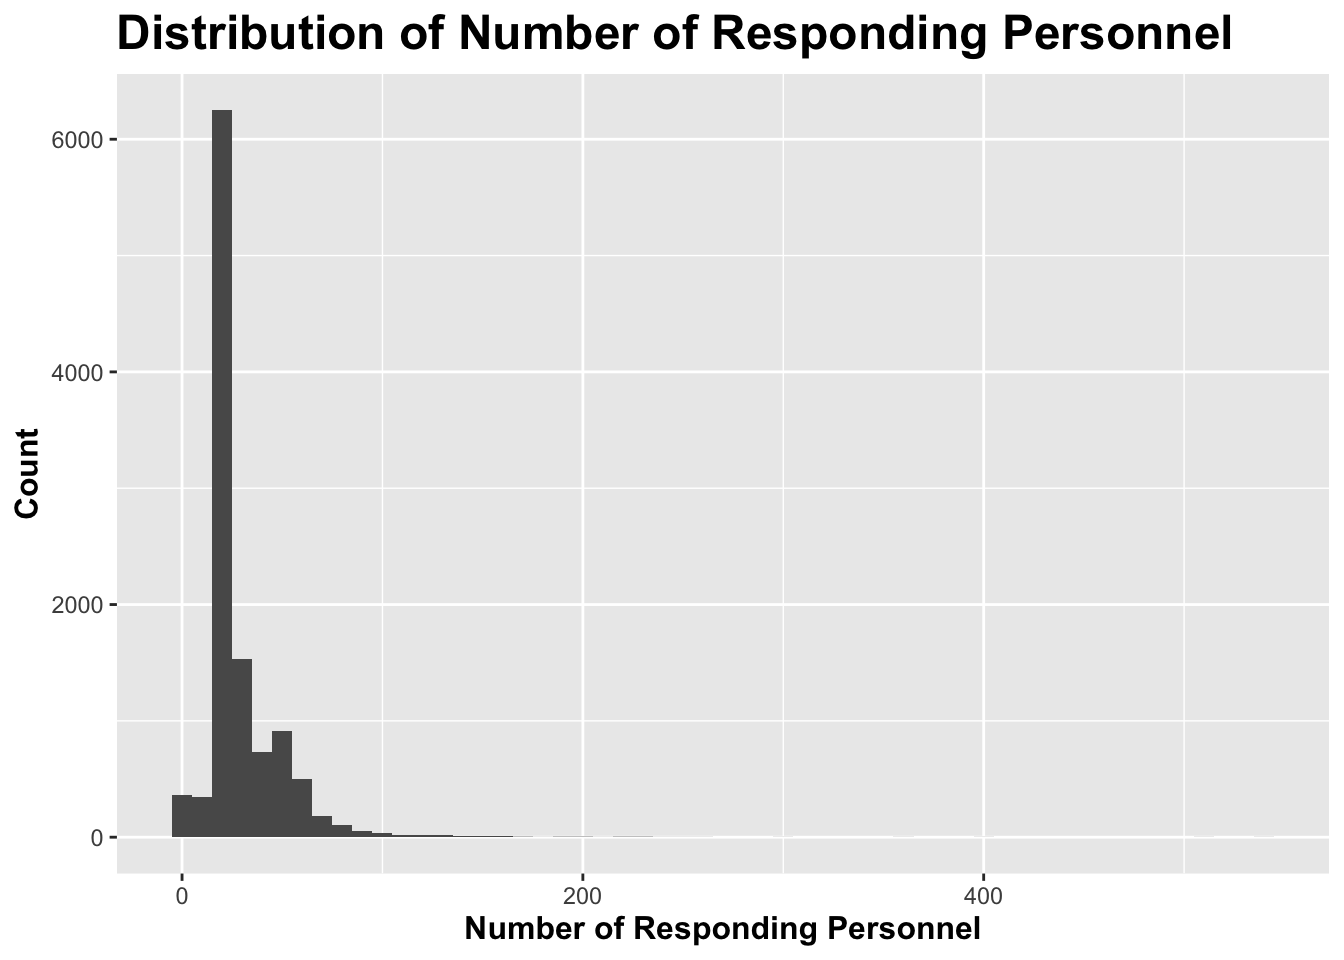 Distribution of Number of Responding Personnel
6000
4000
2000
0
Count
0 200 400
Number of Responding Personnel